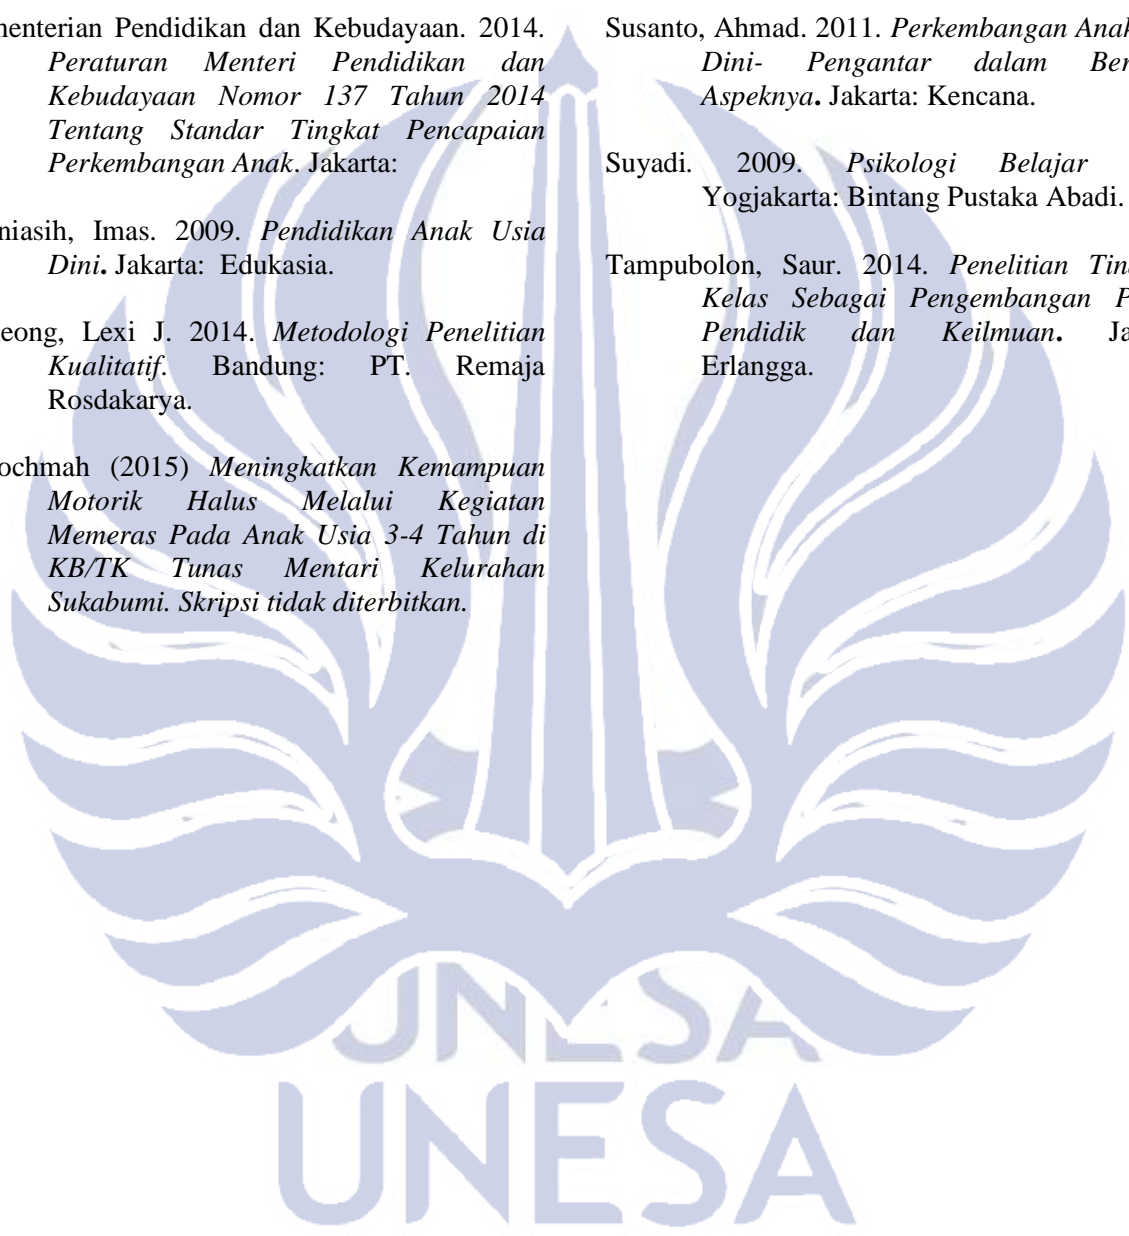 nenterian Pendidikan dan Kebudayaan. 2014.
Peraturan Menteri Pendidikan dan
Kebudayaan Nomor 137 Tahun 2014
Tentang Standar Tingkat Pencapaian
Perkembangan Anak. Jakarta:
niasih, Imas. 2009. Pendidikan Anak Usia
Dini. Jakarta: Edukasia.
leong, Lexi J. 2014. Metodologi Penelitian
Kualitatif. Bandung: PT. Remaja
Rosdakarya.
ochmah (2015) Meningkatkan Kemampuan
Motorik Halus Melalui Kegiatan
Memeras Pada Anak Usia 3-4 Tahun di
KB/TK Tunas Mentari Kelurahan
Sukabumi. Skripsi tidak diterbitkan.
Susanto, Ahmad. 2011. Perkembangan Anak
Dini- Pengantar dalam Ber
Aspeknya. Jakarta: Kencana.
Suyadi. 2009. Psikologi Belajar
Yogjakarta: Bintang Pustaka Abadi.
Tampubolon, Saur. 2014. Penelitian Tin
Kelas Sebagai Pengembangan P
Pendidik dan Keilmuan. Ja
Erlangga.
UNESA
UNESA